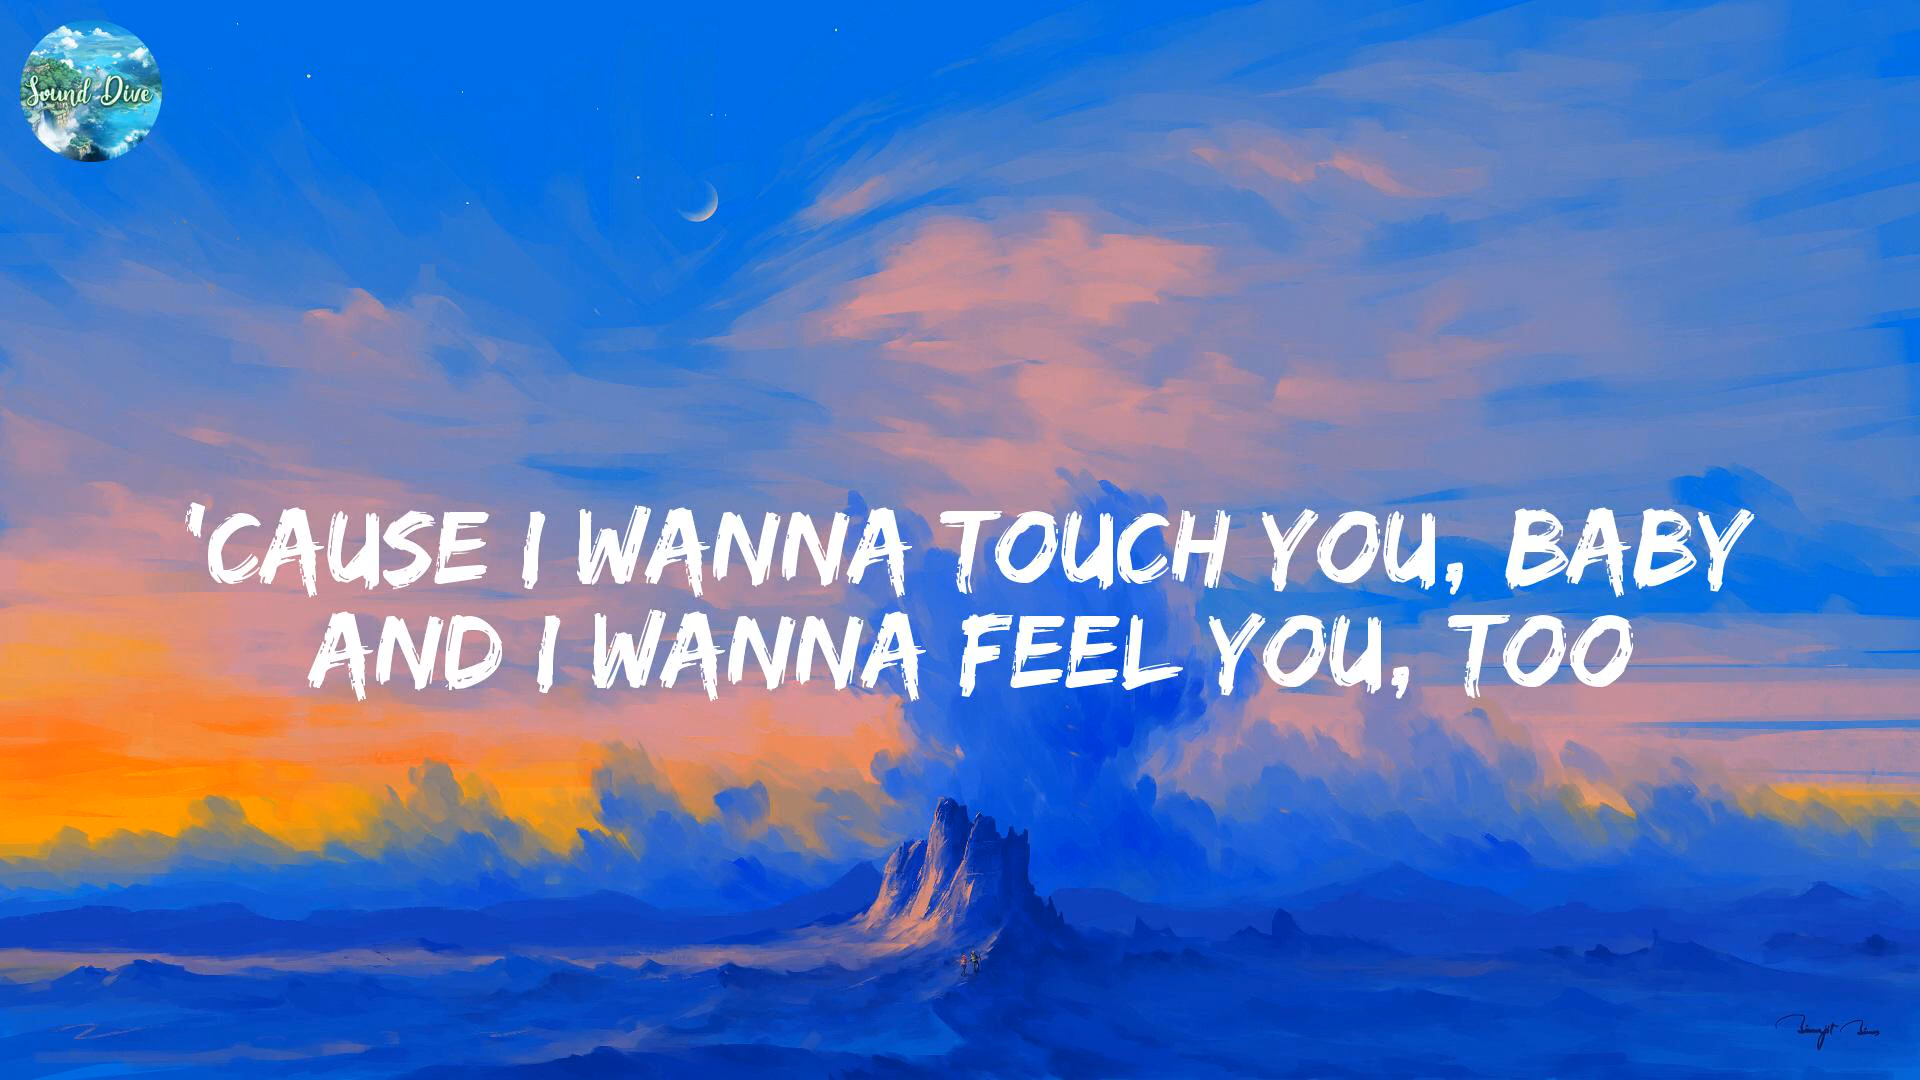 Sound Dive
'CAUSE I WANNA TOUCH YOU, BABY
AND I WANNA FEEL YOU, TOO